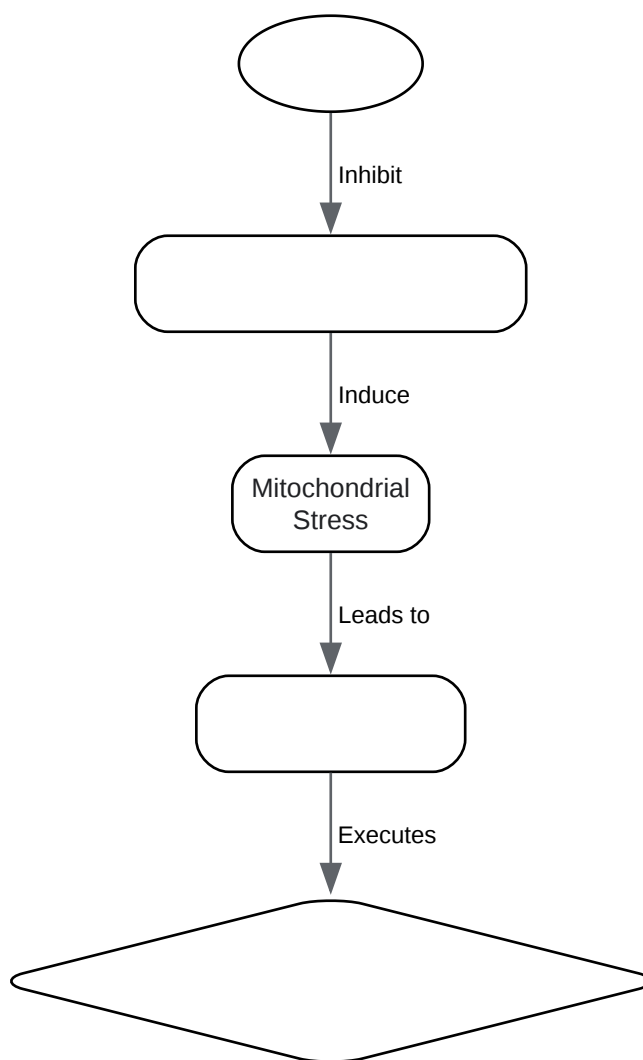 Inhibit
Induce
Mitochondrial
Stress
Leads to
Executes